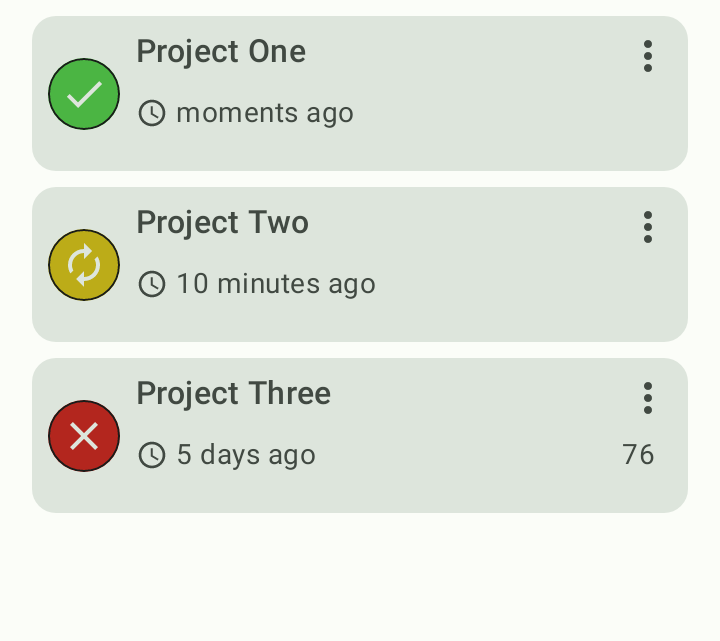 Project One
moments ago
Project Two
10 minutes ago
Project Three
5 days ago 76